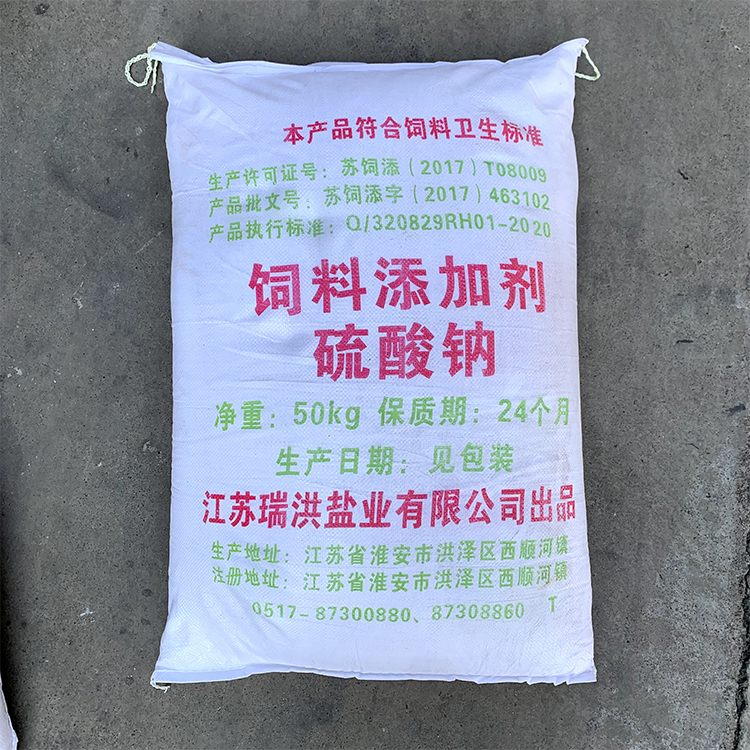 本产品符合饲料卫生标准
生产许可证号：苏饲添（2017）T08009
产品批文号：苏饲添字（2017）463102
产品执行标准：Q/320829RH01-2020
饲料添加剂
硫酸钠
净重：50kg 保质期：24个月
生产日期：见包装
江苏瑞洪盐业有限公司出品
生产地址：江苏省淮安市洪泽区西顺河镇
注册地址：江苏省淮安市洪泽区西顺河镇
0517-87300880、87308860 T